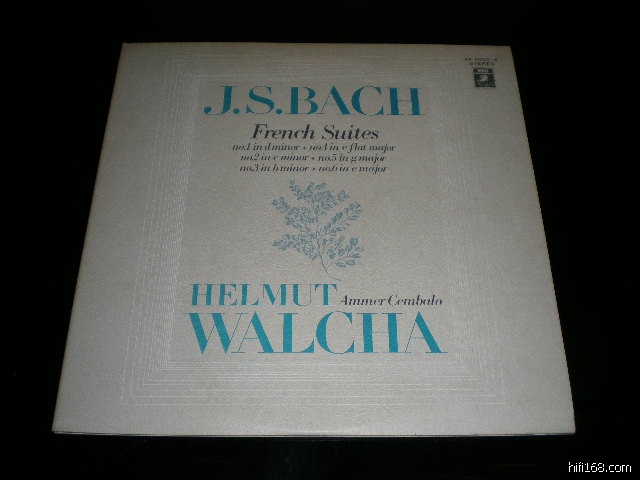 STEREO
J.S.BACH
French Suites
no.1 in d minor • no.4 in e flat major
no.2 in c minor • no.5 in g major
no.3 in b minor • no.6 in e major
HELMUT Ammer Cembalo
WALCHA
hifi168.com